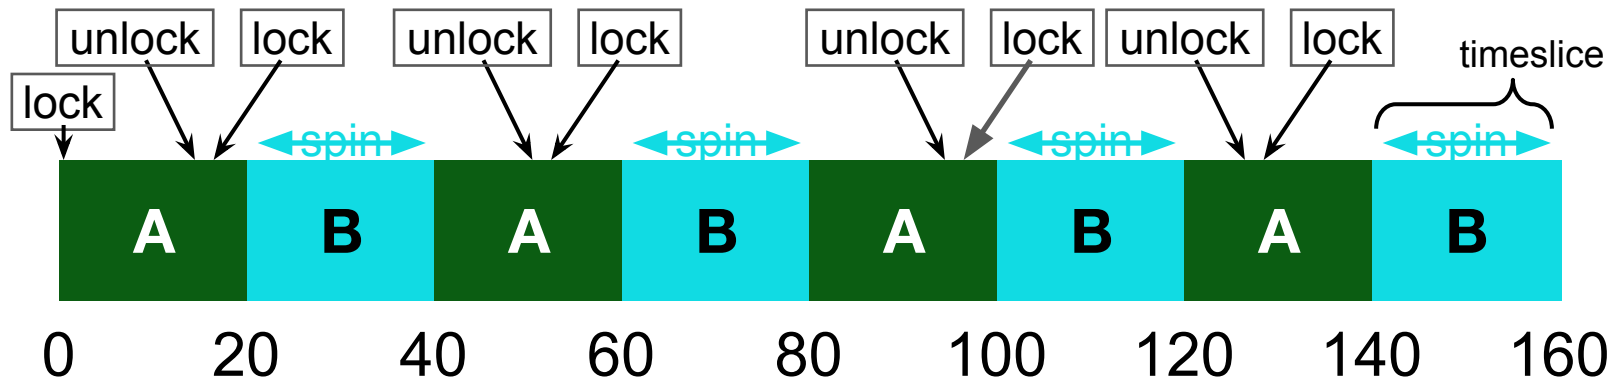 unlock lock unlock lock unlock lock unlock lock
timeslice
lock
spin spin spin spin
A B A B A B A B
0 20 40 60 80 100 120 140 160